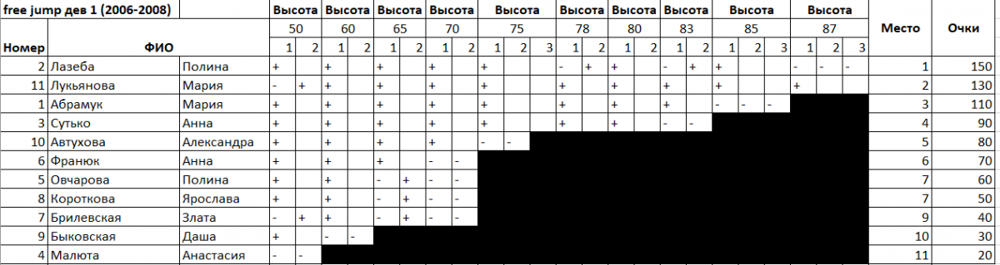 free jump дев 1 (2006-2008) Высота Высота Высота Высота Высота Высота Высота Высота Высота Высота Место Очки
50 60 65 70 75 78 80 83 85 87
Номер ФИО 1 2 1 2 1 2 1 2 1 2 3 1 2 1 2 1 2 1 2 3 1 2 3
2 Лазеба Полина + + + + + - + + - + + - - - 1 150
11 Лукьянова Мария - + + + + + + + + + + 2 130
1 Абрамук Мария + + + + + + + + - - - 3 110
3 Сутько Анна + + + + + + + - - 4 90
10 Автухова Александра + + + + - - 5 80
6 Франюк Анна + + + - - 6 70
5 Овчарова Полина + + - + - - 7 60
8 Короткова Ярослава + + - + - - 7 50
7 Брилевская Злата - + + - + - - 9 40
9 Быковская Даша + - - 10 30
4 Малюта Анастасия - - 11 20